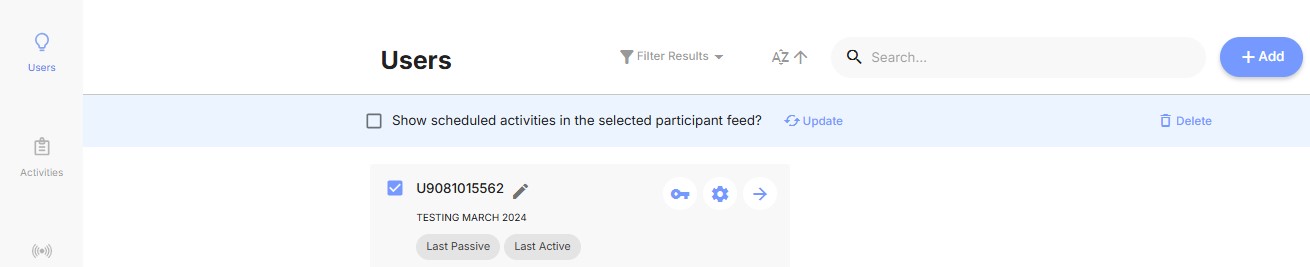 Users
Activities
Users
Filter Results
AZ
Search...
+ Add
Show scheduled activities in the selected participant feed?
Update
Delete
U9081015562
TESTING MARCH 2024
Last Passive
Last Active